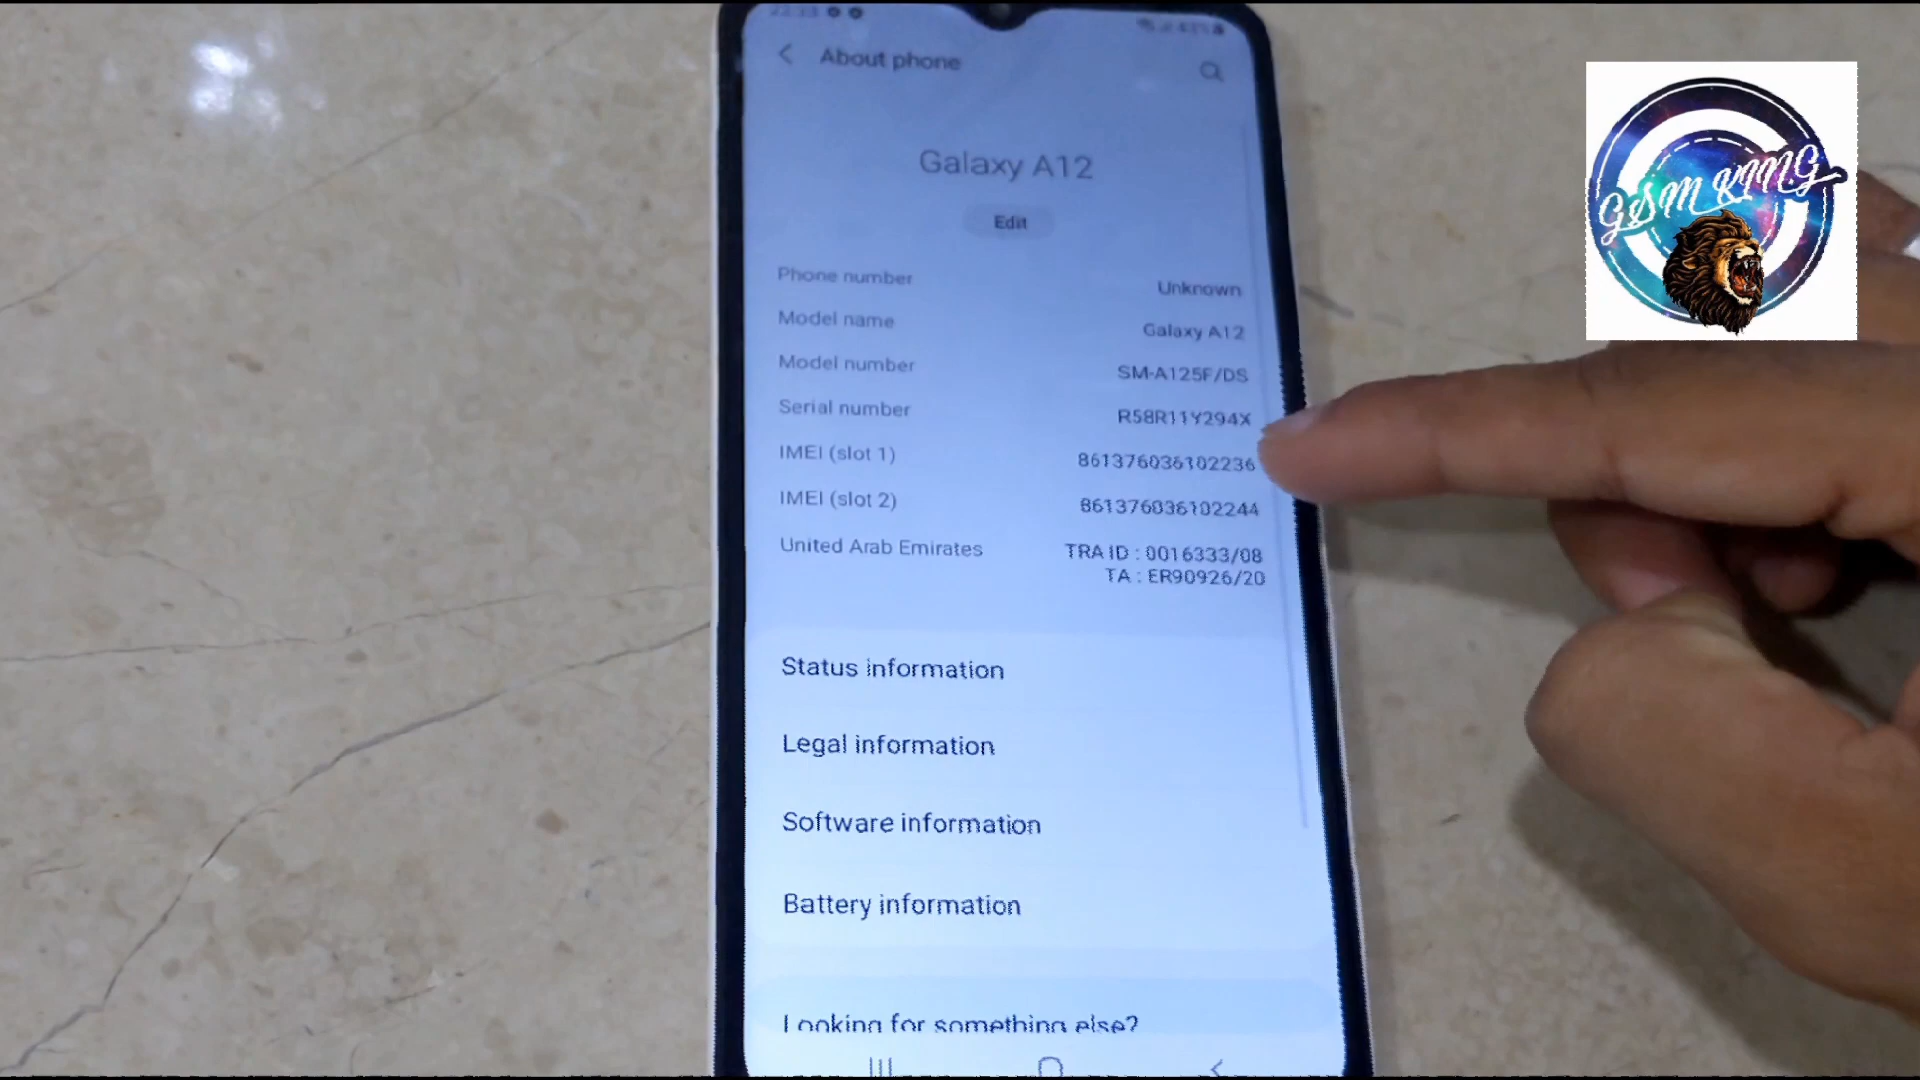 About phone
Galaxy A12
Edit
Phone number Unknown
Model name Galaxy A12
Model number SM-A125F/DS
Serial number R58R11Y294X
IMEI (slot 1) 861376036102236
IMEI (slot 2) 861376036102244
United Arab Emirates TRA ID : 0016333/08
TA : ER90926/20
Status information
Legal information
Software information
Battery information
Looking for something else?
GSM KING